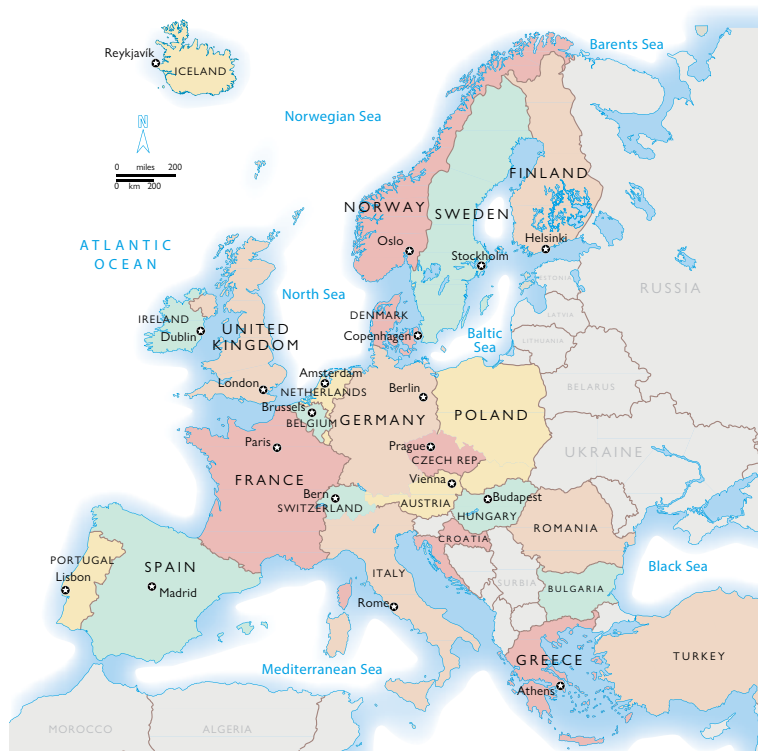 Barents Sea
Reykjavík
ICELAND
Norwegian Sea
N
0 miles 200
0 km 200
FINLAND
NORWAY
SWEDEN
Helsinki
Oslo
Stockholm
ATLANTIC
OCEAN
ESTONIA
RUSSIA
North Sea
LATVIA
DENMARK
IRELAND
Dublin
UNITED
KINGDOM
Copenhagen
Baltic
Sea
LITHUANIA
Amsterdam
NETHERLANDS
London
Berlin
BELARUS
Brussels
BELGIUM
GERMANY
POLAND
Paris
Prague
CZECH REP.
UKRAINE
FRANCE
Vienna
Bern
SWITZERLAND
AUSTRIA
Budapest
HUNGARY
ROMANIA
CROATIA
PORTUGAL
Lisbon
SPAIN
Madrid
ITALY
Rome
SURBIA
BULGARIA
Black Sea
Mediterranean Sea
GREECE
Athens
TURKEY
MOROCCO
ALGERIA